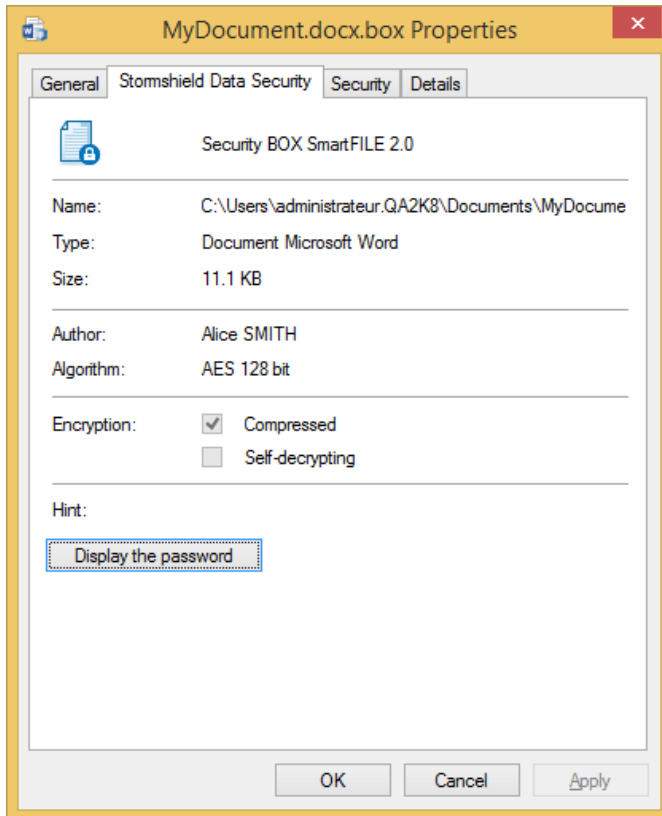 MyDocument.docx.box Properties
General Stormshield Data Security Security Details
Security BOX SmartFILE 2.0
Name: C:\Users\administrateur.QA2K8\Documents\MyDocume
Type: Document Microsoft Word
Size: 11.1 KB
Author: Alice SMITH
Algorithm: AES 128 bit
Encryption: Compressed
Self-decrypting
Hint:
Display the password
OK Cancel Apply